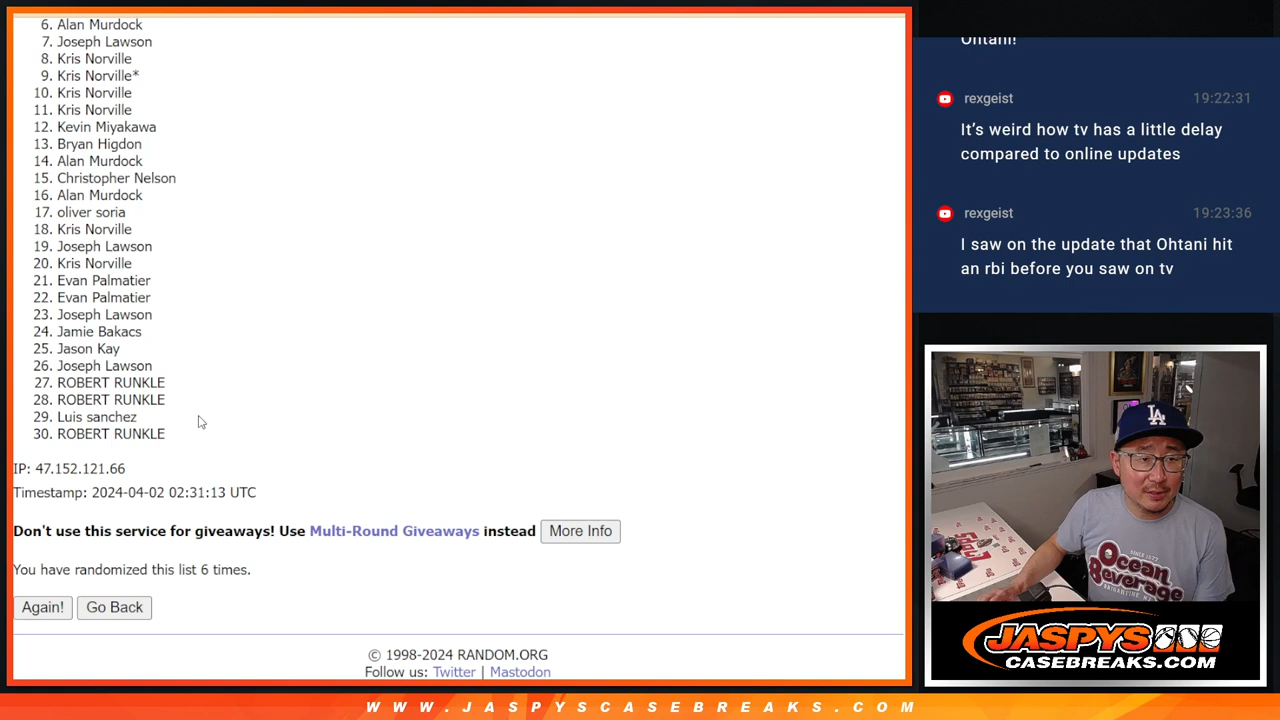 6. Alan Murdock
7. Joseph Lawson
8. Kris Norville
9. Kris Norville*
10. Kris Norville
11. Kris Norville
12. Kevin Miyakawa
13. Bryan Higdon
14. Alan Murdock
15. Christopher Nelson
16. Alan Murdock
17. oliver soria
18. Kris Norville
19. Joseph Lawson
20. Kris Norville
21. Evan Palmatier
22. Evan Palmatier
23. Joseph Lawson
24. Jamie Bakacs
25. Jason Kay
26. Joseph Lawson
27. ROBERT RUNKLE
28. ROBERT RUNKLE
29. Luis sanchez
30. ROBERT RUNKLE
IP: 47.152.121.66
Timestamp: 2024-04-02 02:31:13 UTC
Don't use this service for giveaways! Use Multi-Round Giveaways instead More Info
You have randomized this list 6 times.
Again! Go Back
© 1998-2024 RANDOM.ORG
Follow us: Twitter | Mastodon
Ohtani!
rexgeist 19:22:31
It's weird how tv has a little delay
compared to online updates
rexgeist 19:23:36
I saw on the update that Ohtani hit
an rbi before you saw on tv
LA
SINCE 1977
Ocean
Beverage
JASPYS
CASEBREAKS.COM
WWW.JASPYSCASEBREAKS.COM